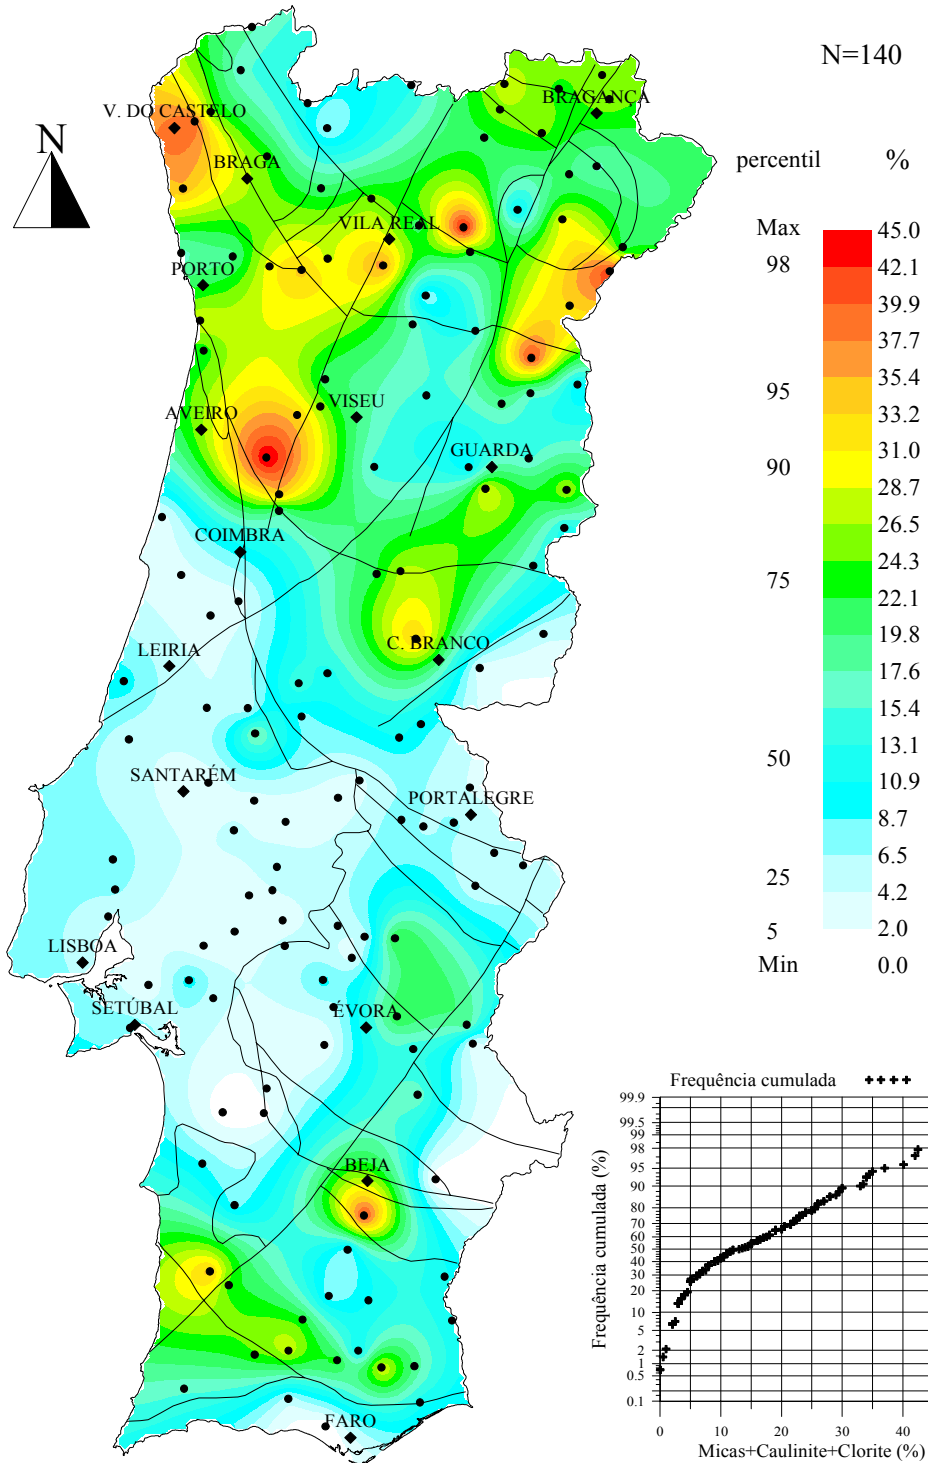 N=140
N
V. DO CASTELO
BRAGANÇA
BRAGA
VILA REAL
PORTO
AVEIRO
VISEU
GUARDA
COIMBRA
C. BRANCO
LEIRIA
SANTARÉM
PORTALEGRE
LISBOA
SETÚBAL
ÉVORA
BEJA
FARO
percentil %
Max 45.0
98 42.1
39.9
37.7
35.4
95 33.2
31.0
90 28.7
26.5
24.3
75 22.1
19.8
17.6
15.4
13.1
50 10.9
8.7
6.5
25 4.2
5 2.0
Min 0.0
Frequência cumulada
Frequência cumulada (%)
99.9
99.5
99
98
95
90
80
70
60
50
40
30
20
10
5
2
1
0.5
0.1
0 10 20 30 40
Micas+Caulinite+Clorite (%)